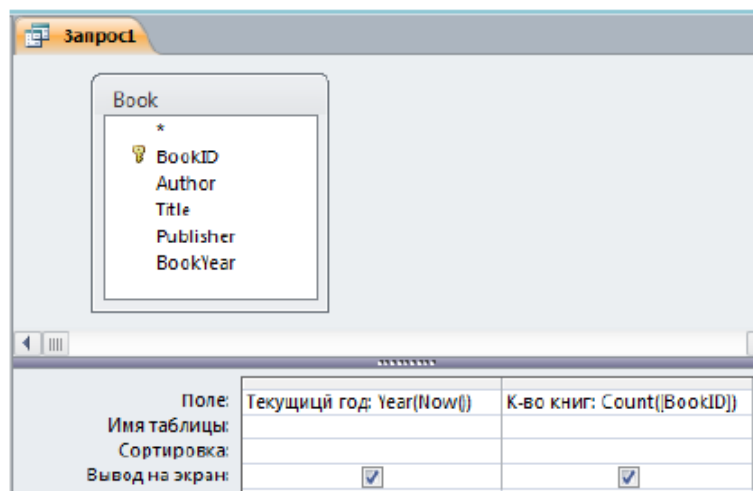 Запрос1
Book
*
BookID
Author
Title
Publisher
BookYear
Поле: Текущицй год: Year(Now()) К-во книг: Count([BookID])
Имя таблицы:
Сортировка:
Вывод на экран: